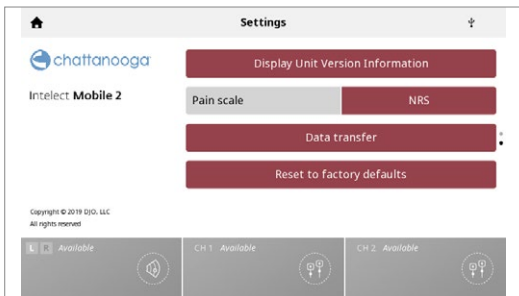 Settings
chattanooga
Display Unit Version Information
Intelect Mobile 2
Pain scale
NRS
Data transfer
Reset to factory defaults
Copyright © 2019 DJO, LLC
All rights reserved
L R Available
CH 1 Available
CH 2 Available